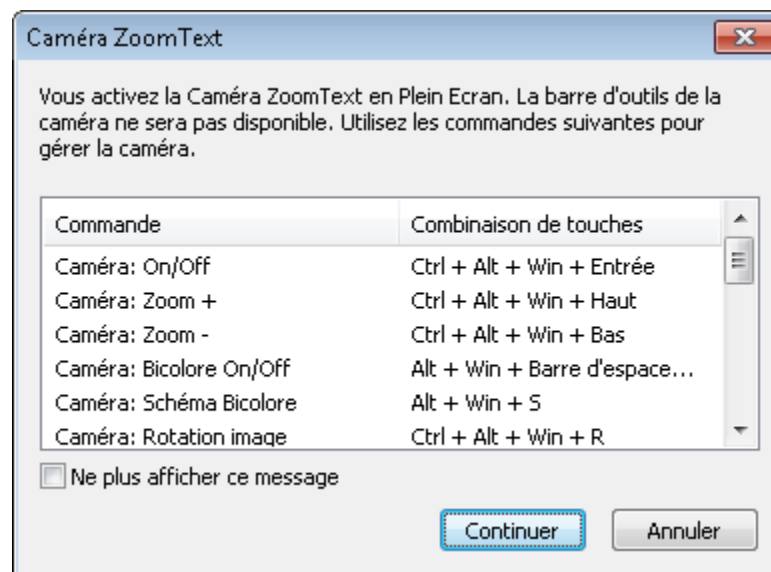 Caméra ZoomText
Vous activez la Caméra ZoomText en Plein Ecran. La barre d'outils de la
caméra ne sera pas disponible. Utilisez les commandes suivantes pour
gérer la caméra.
Commande Combinaison de touches
Caméra: On/Off Ctrl + Alt + Win + Entrée
Caméra: Zoom + Ctrl + Alt + Win + Haut
Caméra: Zoom - Ctrl + Alt + Win + Bas
Caméra: Bicolore On/Off Alt + Win + Barre d'espace...
Caméra: Schéma Bicolore Alt + Win + S
Caméra: Rotation image Ctrl + Alt + Win + R
Ne plus afficher ce message
Continuer Annuler